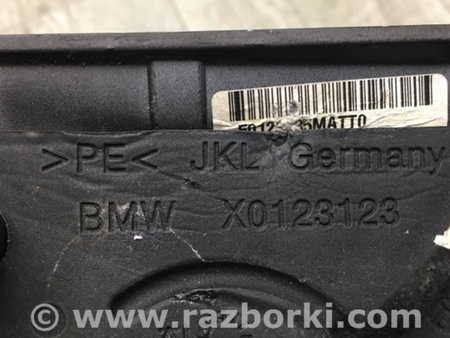 >PE< JKL Germany
BMW X0123123
© www.razborki.com